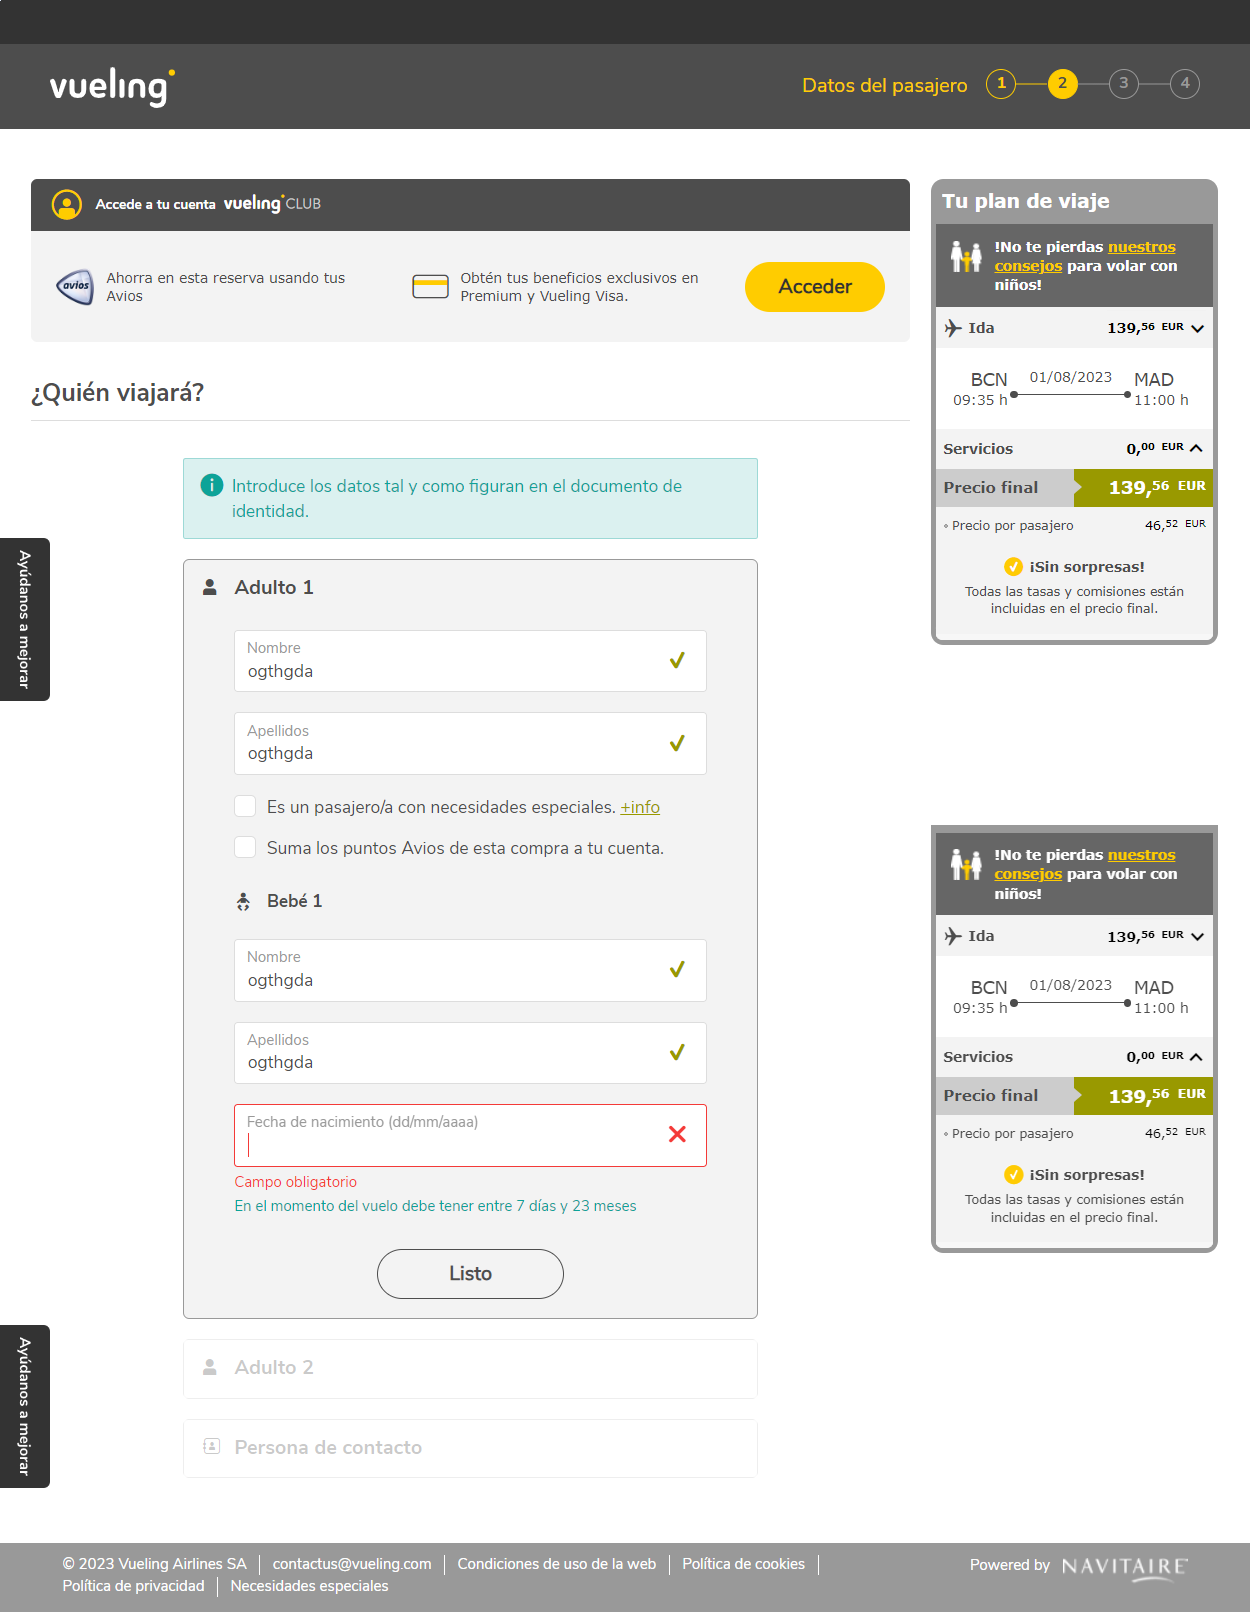 vueling
Datos del pasajero 1 2 3 4
Accede a tu cuenta vueling CLUB
avios
Ahorra en esta reserva usando tus
Avios
Obtén tus beneficios exclusivos en
Premium y Vueling Visa.
Acceder
¿Quién viajará?
Introduce los datos tal y como figuran en el documento de
identidad.
Adulto 1
Nombre
ogthgda
Apellidos
ogthgda
Es un pasajero/a con necesidades especiales. +info
Suma los puntos Avios de esta compra a tu cuenta.
Bebé 1
Nombre
ogthgda
Apellidos
ogthgda
Fecha de nacimiento (dd/mm/aaaa)
Campo obligatorio
En el momento del vuelo debe tener entre 7 días y 23 meses
Listo
Adulto 2
Persona de contacto
Tu plan de viaje
!No te pierdas nuestros
consejos para volar con
niños!
Ida 139,56 EUR
BCN 01/08/2023 MAD
09:35 h 11:00 h
Servicios 0,00 EUR
Precio final 139,56 EUR
Precio por pasajero 46,52 EUR
¡Sin sorpresas!
Todas las tasas y comisiones están
incluidas en el precio final.
!No te pierdas nuestros
consejos para volar con
niños!
Ida 139,56 EUR
BCN 01/08/2023 MAD
09:35 h 11:00 h
Servicios 0,00 EUR
Precio final 139,56 EUR
Precio por pasajero 46,52 EUR
¡Sin sorpresas!
Todas las tasas y comisiones están
incluidas en el precio final.
Ayúdanos a mejorar
Ayúdanos a mejorar
© 2023 Vueling Airlines SA contactus@vueling.com Condiciones de uso de la web Política de cookies
Política de privacidad Necesidades especiales
Powered by NAVITAIRE